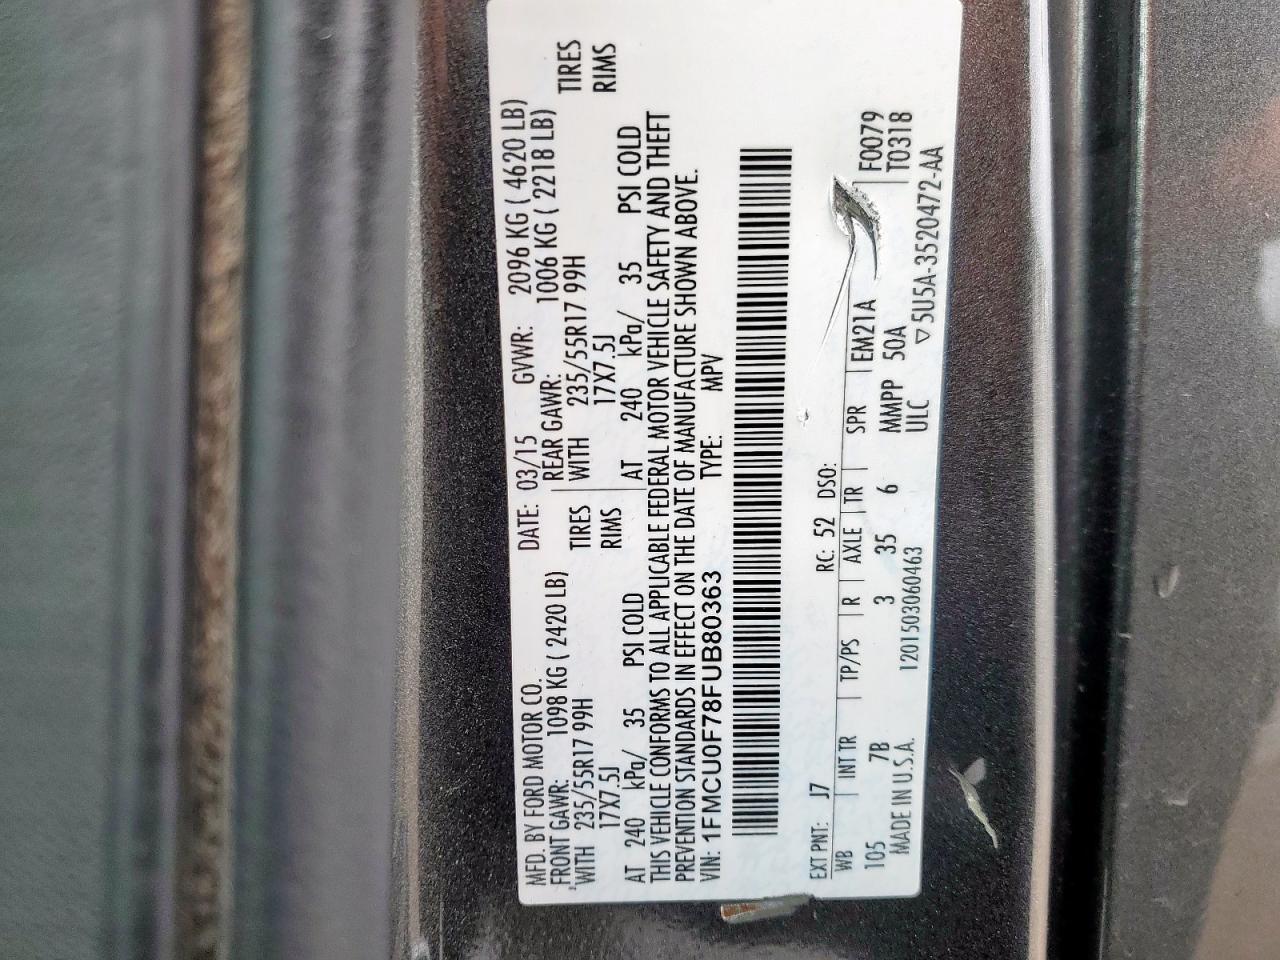 MFD. BY FORD MOTOR CO. DATE: 03/15 GVWR: 2096 KG ( 4620 LB)
FRONT GAWR: 1098 KG ( 2420 LB) REAR GAWR: 1006 KG ( 2218 LB)
WITH 235/55R17 99H TIRES WITH 235/55R17 99H TIRES
17X7.5J RIMS 17X7.5J RIMS
AT 240 kPa/ 35 PSI COLD AT 240 kPa/ 35 PSI COLD
THIS VEHICLE CONFORMS TO ALL APPLICABLE FEDERAL MOTOR VEHICLE SAFETY AND THEFT
PREVENTION STANDARDS IN EFFECT ON THE DATE OF MANUFACTURE SHOWN ABOVE.
VIN: 1FMCU0F78FUB80363 TYPE: MPV
EXT PNT: J7 RC: 52 DSO:
WB INT TR TP/PS R AXLE TR SPR EM21A F0079
105 7B 3 35 6 MMPP 50A T0318
MADE IN U.S.A. 1201503060463 ULC ▽5U5A-3520472-AA